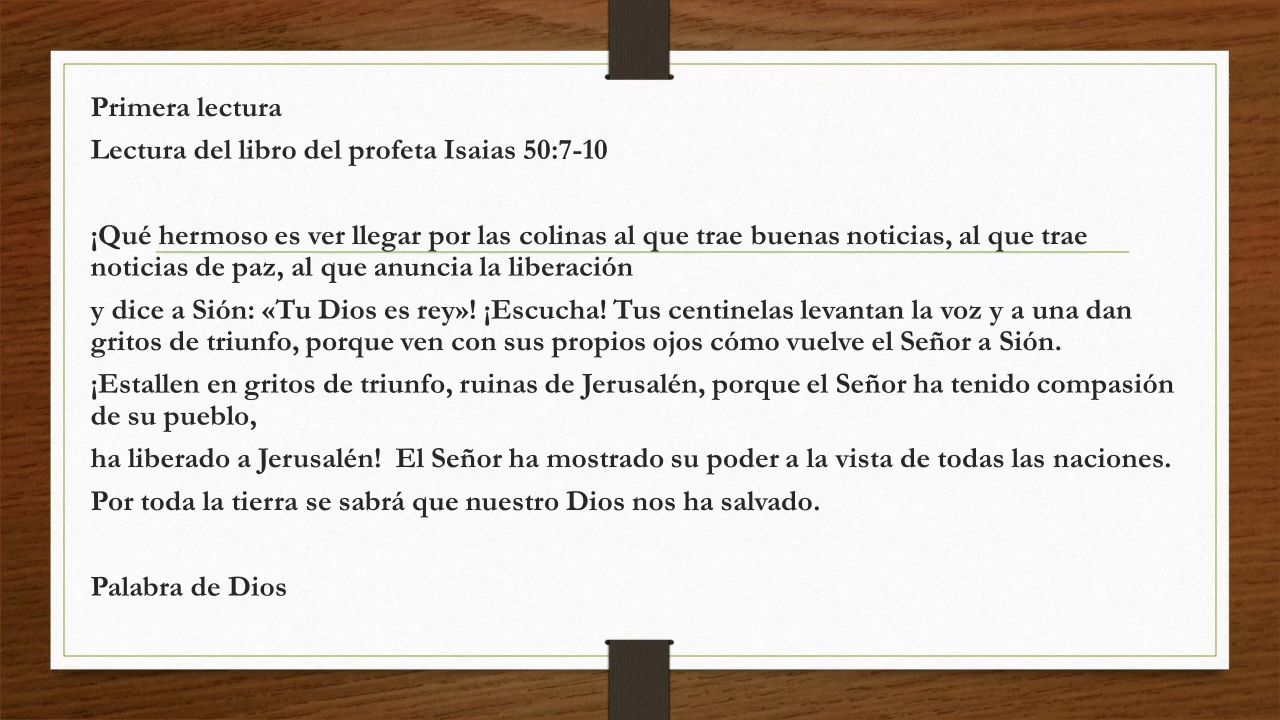 Primera lectura
Lectura del libro del profeta Isaias 50:7-10
¡Qué hermoso es ver llegar por las colinas al que trae buenas noticias, al que trae
noticias de paz, al que anuncia la liberación
y dice a Sión: «Tu Dios es rey»! ¡Escucha! Tus centinelas levantan la voz y a una dan
gritos de triunfo, porque ven con sus propios ojos cómo vuelve el Señor a Sión.
¡Estallen en gritos de triunfo, ruinas de Jerusalén, porque el Señor ha tenido compasión
de su pueblo,
ha liberado a Jerusalén!  El Señor ha mostrado su poder a la vista de todas las naciones.
Por toda la tierra se sabrá que nuestro Dios nos ha salvado.
Palabra de Dios